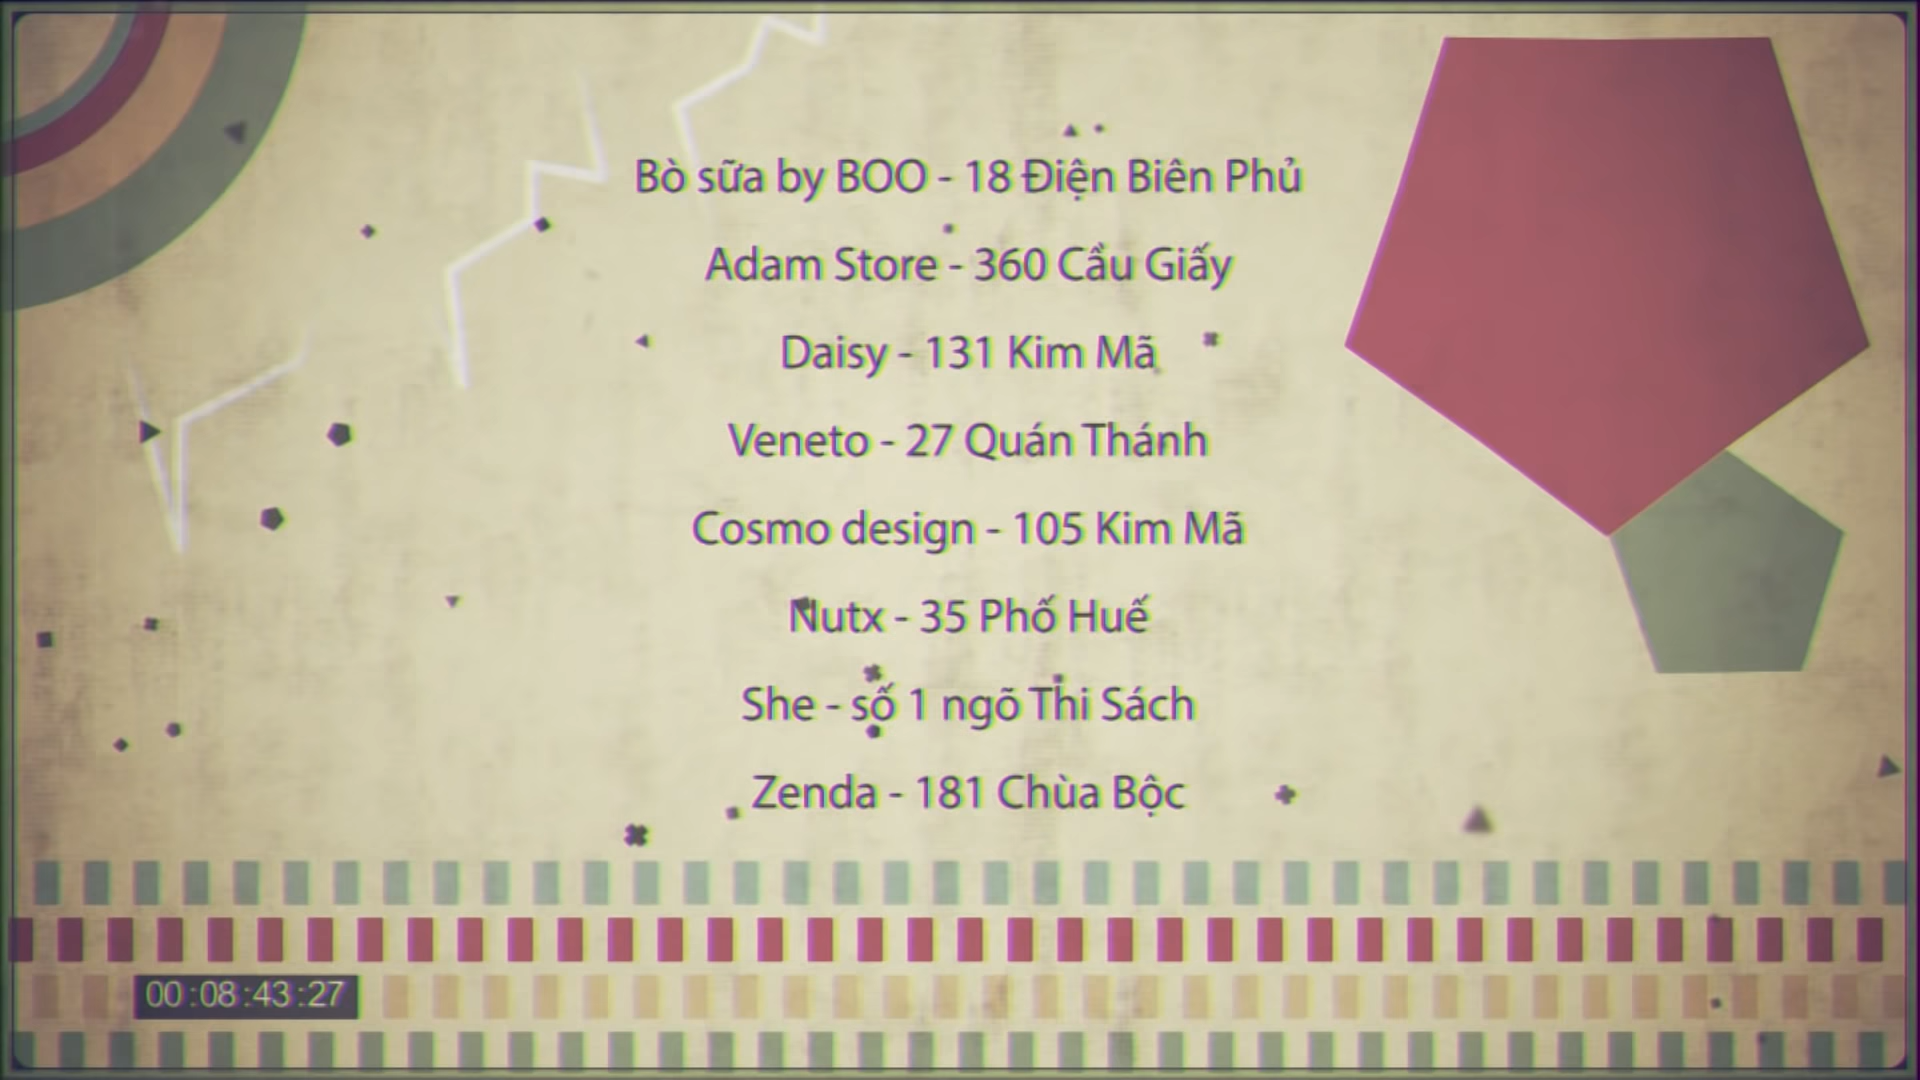 Bò sữa by BOO - 18 Điện Biên Phủ
Adam Store - 360 Cầu Giấy
Daisy - 131 Kim Mã
Veneto - 27 Quán Thánh
Cosmo design - 105 Kim Mã
Nutx - 35 Phố Huế
She - số 1 ngõ Thi Sách
Zenda - 181 Chùa Bộc
00:08:43:27